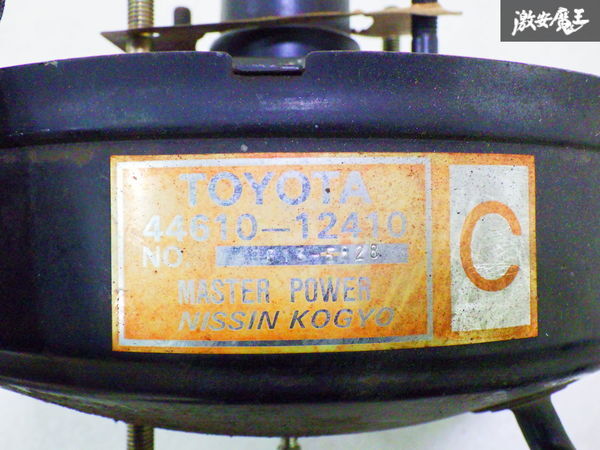 激安魔王
TOYOTA
44610-12410
NO
MASTER POWER
NISSIN KOGYO
C